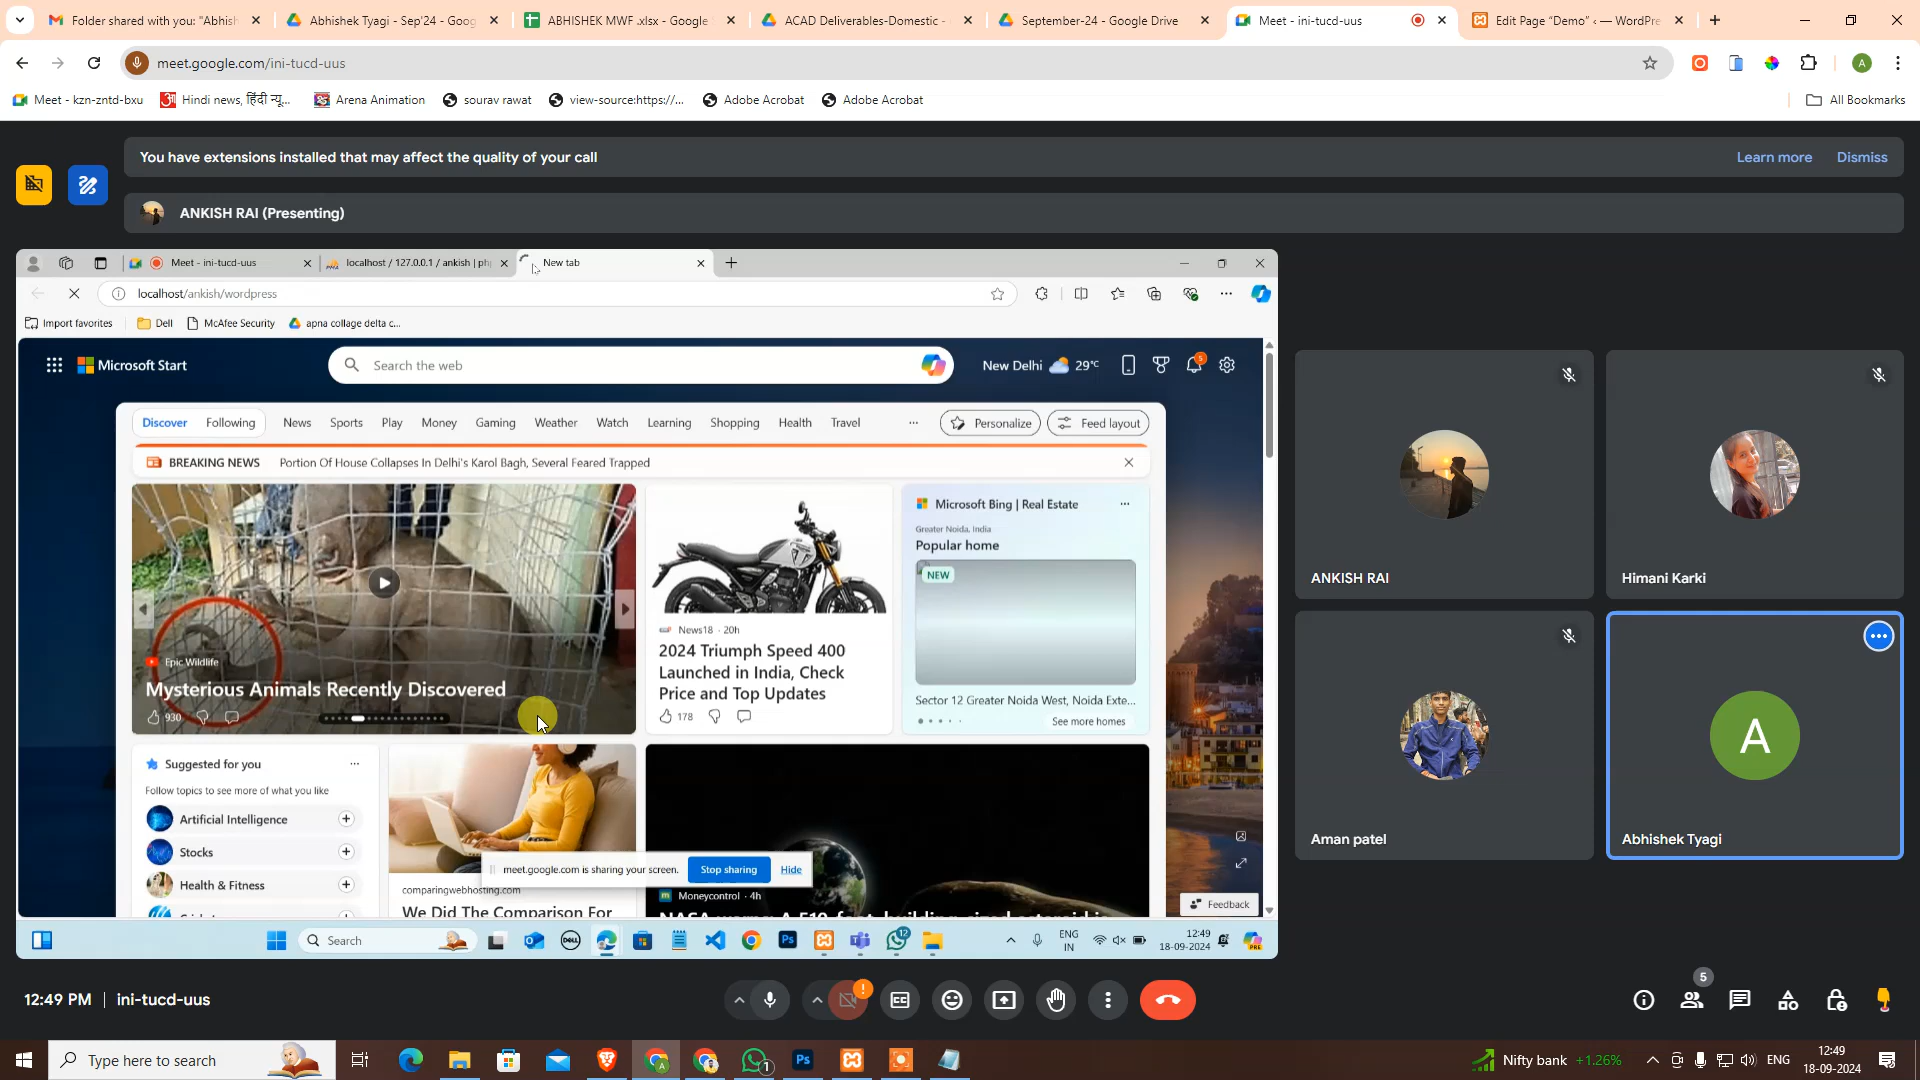 Folder shared with you: "Abhish
Abhishek Tyagi - Sep'24 - Goog
ABHISHEK MWF .xlsx - Google
ACAD Deliverables-Domestic -
September-24 - Google Drive
Meet - ini-tucd-uus
Edit Page "Demo" ‹ — WordPre
meet.google.com/ini-tucd-uus
A
Meet - kzn-zntd-bxu
Hindi news, हिंदी न्यू...
Arena Animation
sourav rawat
view-source:https://...
Adobe Acrobat
Adobe Acrobat
All Bookmarks
You have extensions installed that may affect the quality of your call
Learn more
Dismiss
ANKISH RAI (Presenting)
Meet - ini-tucd-uus
localhost / 127.0.0.1 / ankish | ph
New tab
localhost/ankish/wordpress
Import favorites
Dell
McAfee Security
apna collage delta c...
Microsoft Start
Search the web
New Delhi
29°C
5
Discover
Following
News
Sports
Play
Money
Gaming
Weather
Watch
Learning
Shopping
Health
Travel
...
Personalize
Feed layout
BREAKING NEWS
Portion Of House Collapses In Delhi's Karol Bagh, Several Feared Trapped
Epic Wildlife
Mysterious Animals Recently Discovered
930
News18 · 20h
2024 Triumph Speed 400
Launched in India, Check
Price and Top Updates
178
Microsoft Bing | Real Estate
Greater Noida, India
Popular home
NEW
Sector 12 Greater Noida West, Noida Exte...
See more homes
Suggested for you
Follow topics to see more of what you like
Artificial Intelligence
Stocks
Health & Fitness
comparingwebhosting.com
We Did The Comparison For
Moneycontrol · 4h
meet.google.com is sharing your screen.
Stop sharing
Hide
Feedback
Search
DELL
Ps
12
ENG
IN
12:49
18-09-2024
PRE
ANKISH RAI
Himani Karki
Aman patel
A
Abhishek Tyagi
12:49 PM | ini-tucd-uus
5
Type here to search
Ps
1
Nifty bank +1.26%
ENG
12:49
18-09-2024